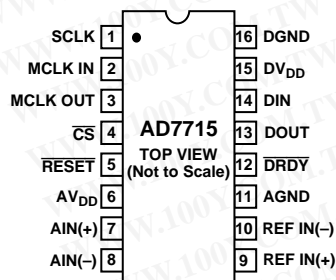 SCLK 1
MCLK IN 2
MCLK OUT 3
CS 4
RESET 5
AVDD 6
AIN(+) 7
AIN(–) 8
AD7715
TOP VIEW
(Not to Scale)
16 DGND
15 DVDD
14 DIN
13 DOUT
12 DRDY
11 AGND
10 REF IN(–)
9 REF IN(+)